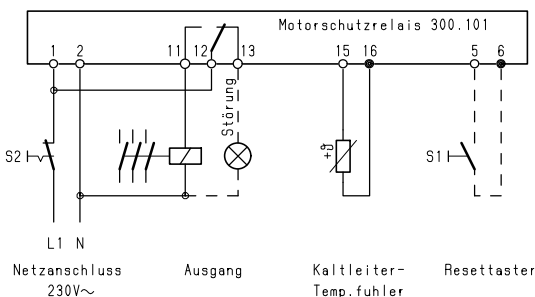 Motorschutzrelais 300.101
1 2 11 12 13 15 16 5 6
Störung
+ϑ
S2 S1
L1 N
Netzanschluss Ausgang Kaltleiter- Resettaster
230V~ Temp.fuhler